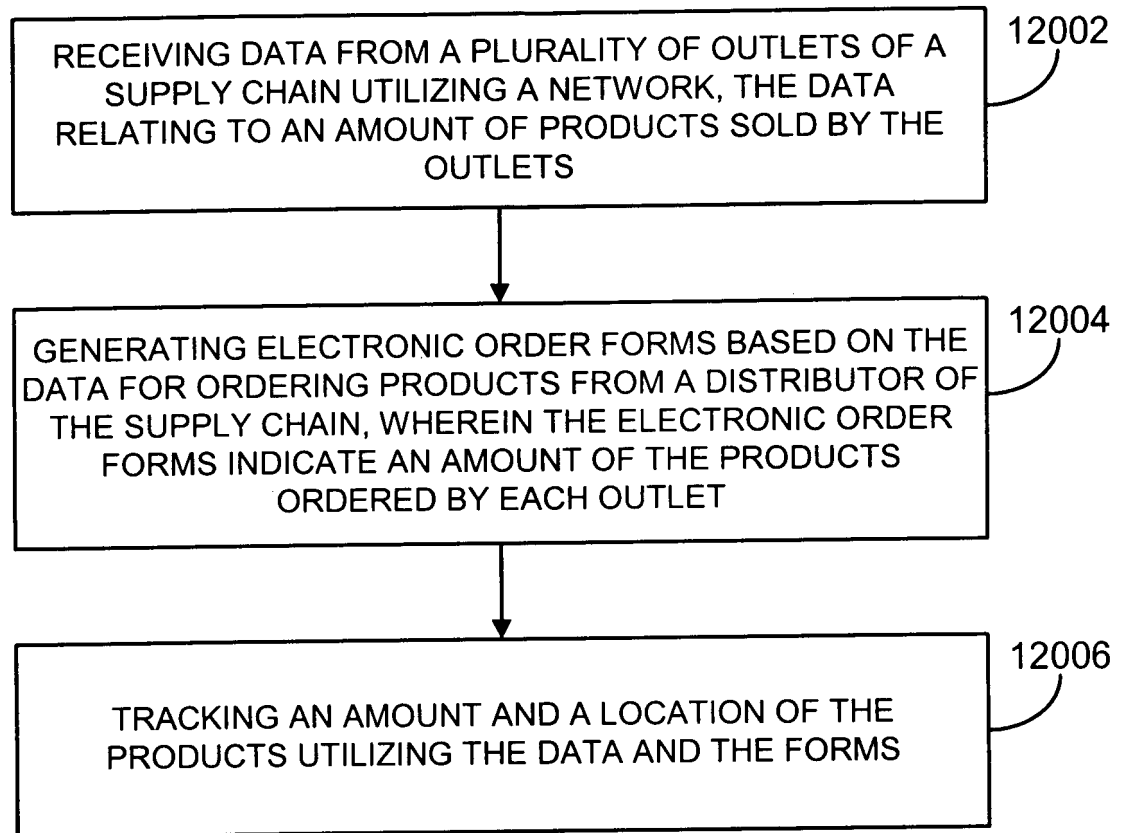 12002
RECEIVING DATA FROM A PLURALITY OF OUTLETS OF A
SUPPLY CHAIN UTILIZING A NETWORK, THE DATA
RELATING TO AN AMOUNT OF PRODUCTS SOLD BY THE
OUTLETS
12004
GENERATING ELECTRONIC ORDER FORMS BASED ON THE
DATA FOR ORDERING PRODUCTS FROM A DISTRIBUTOR OF
THE SUPPLY CHAIN, WHEREIN THE ELECTRONIC ORDER
FORMS INDICATE AN AMOUNT OF THE PRODUCTS
ORDERED BY EACH OUTLET
12006
TRACKING AN AMOUNT AND A LOCATION OF THE
PRODUCTS UTILIZING THE DATA AND THE FORMS